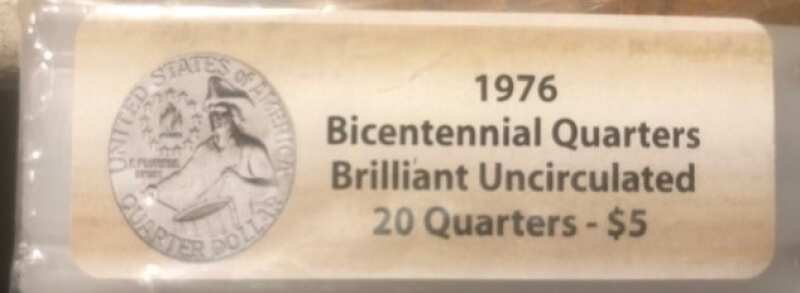 UNITED STATES of AMERICA
QUARTER DOLLAR
1976
Bicentennial Quarters
Brilliant Uncirculated
20 Quarters - $5